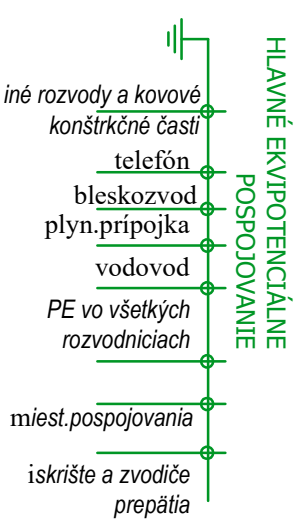 iné rozvody a kovové
konštrkčné časti
telefón
bleskozvod
plyn.prípojka
vodovod
PE vo všetkých
rozvodniciach
miest.pospojovania
iskrište a zvodiče
prepätia
HLAVNÉ EKVIPOTENCIÁLNE
POSPOJOVANIE